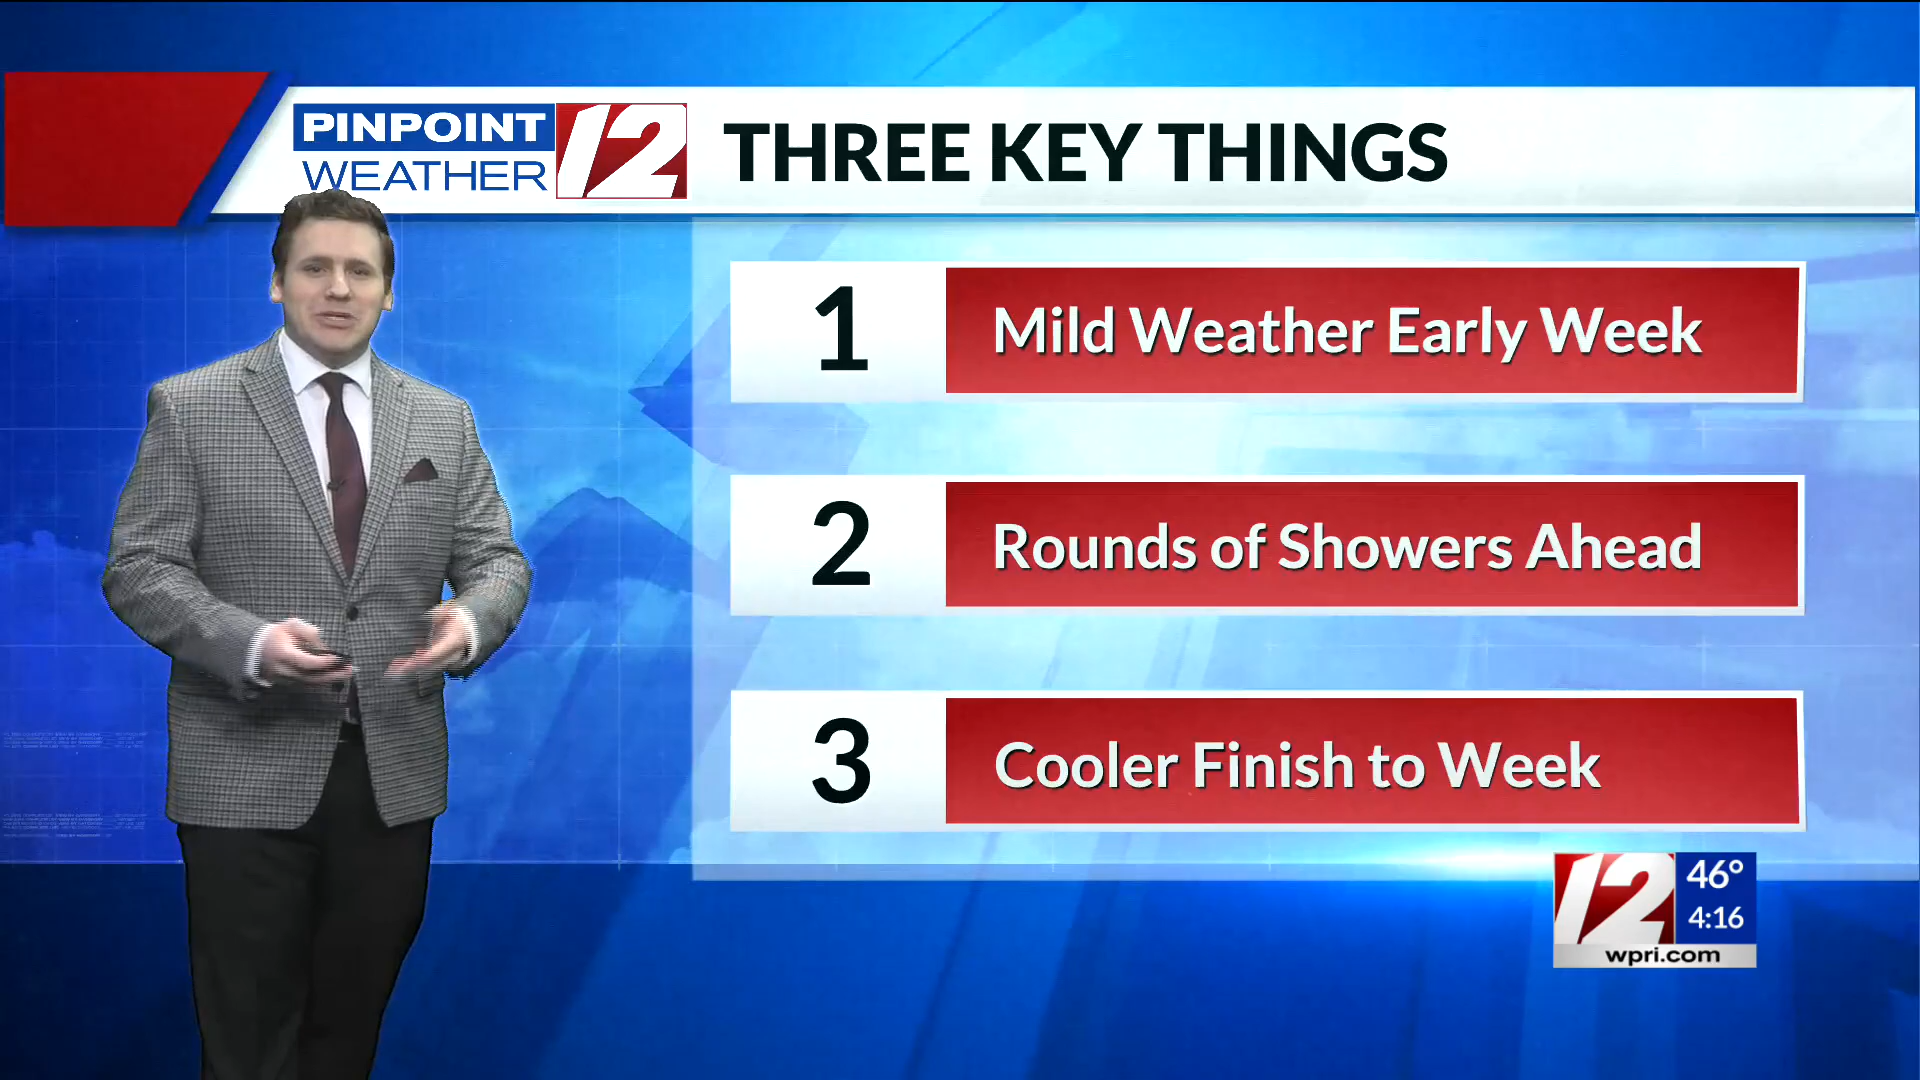 PINPOINT
WEATHER
12
THREE KEY THINGS
1
Mild Weather Early Week
2
Rounds of Showers Ahead
3
Cooler Finish to Week
12
46°
4:16
wpri.com